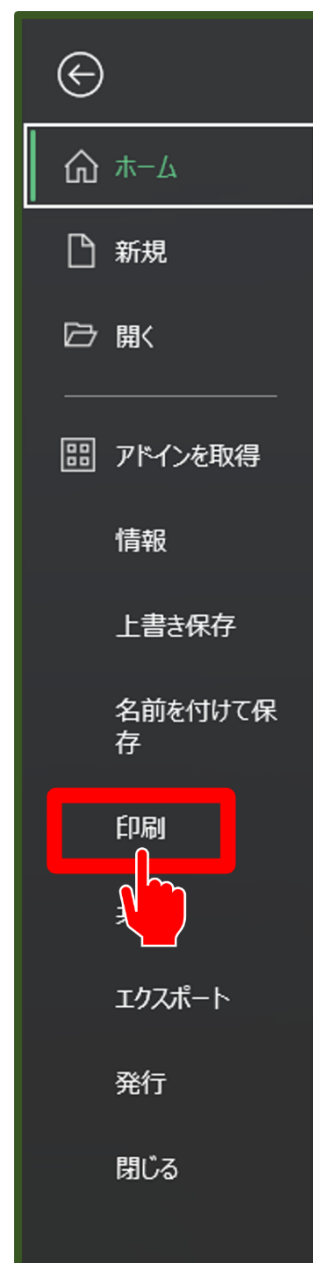 ホーム
新規
開く
アドインを取得
情報
上書き保存
名前を付けて保
存
印刷
エクスポート
発行
閉じる